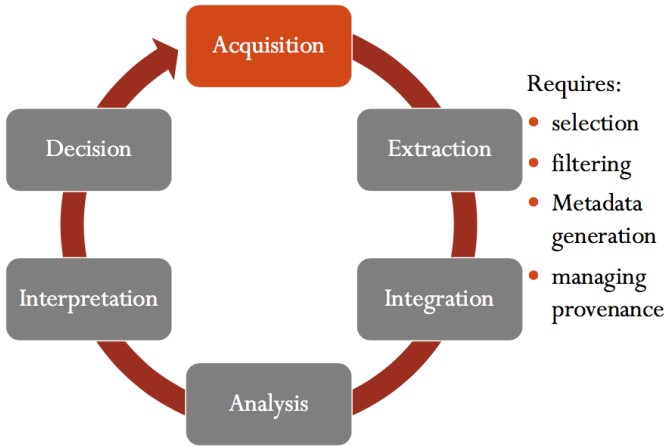 Acquisition
Extraction
Integration
Analysis
Interpretation
Decision
Requires:
• selection
• filtering
• Metadata
generation
• managing
provenance